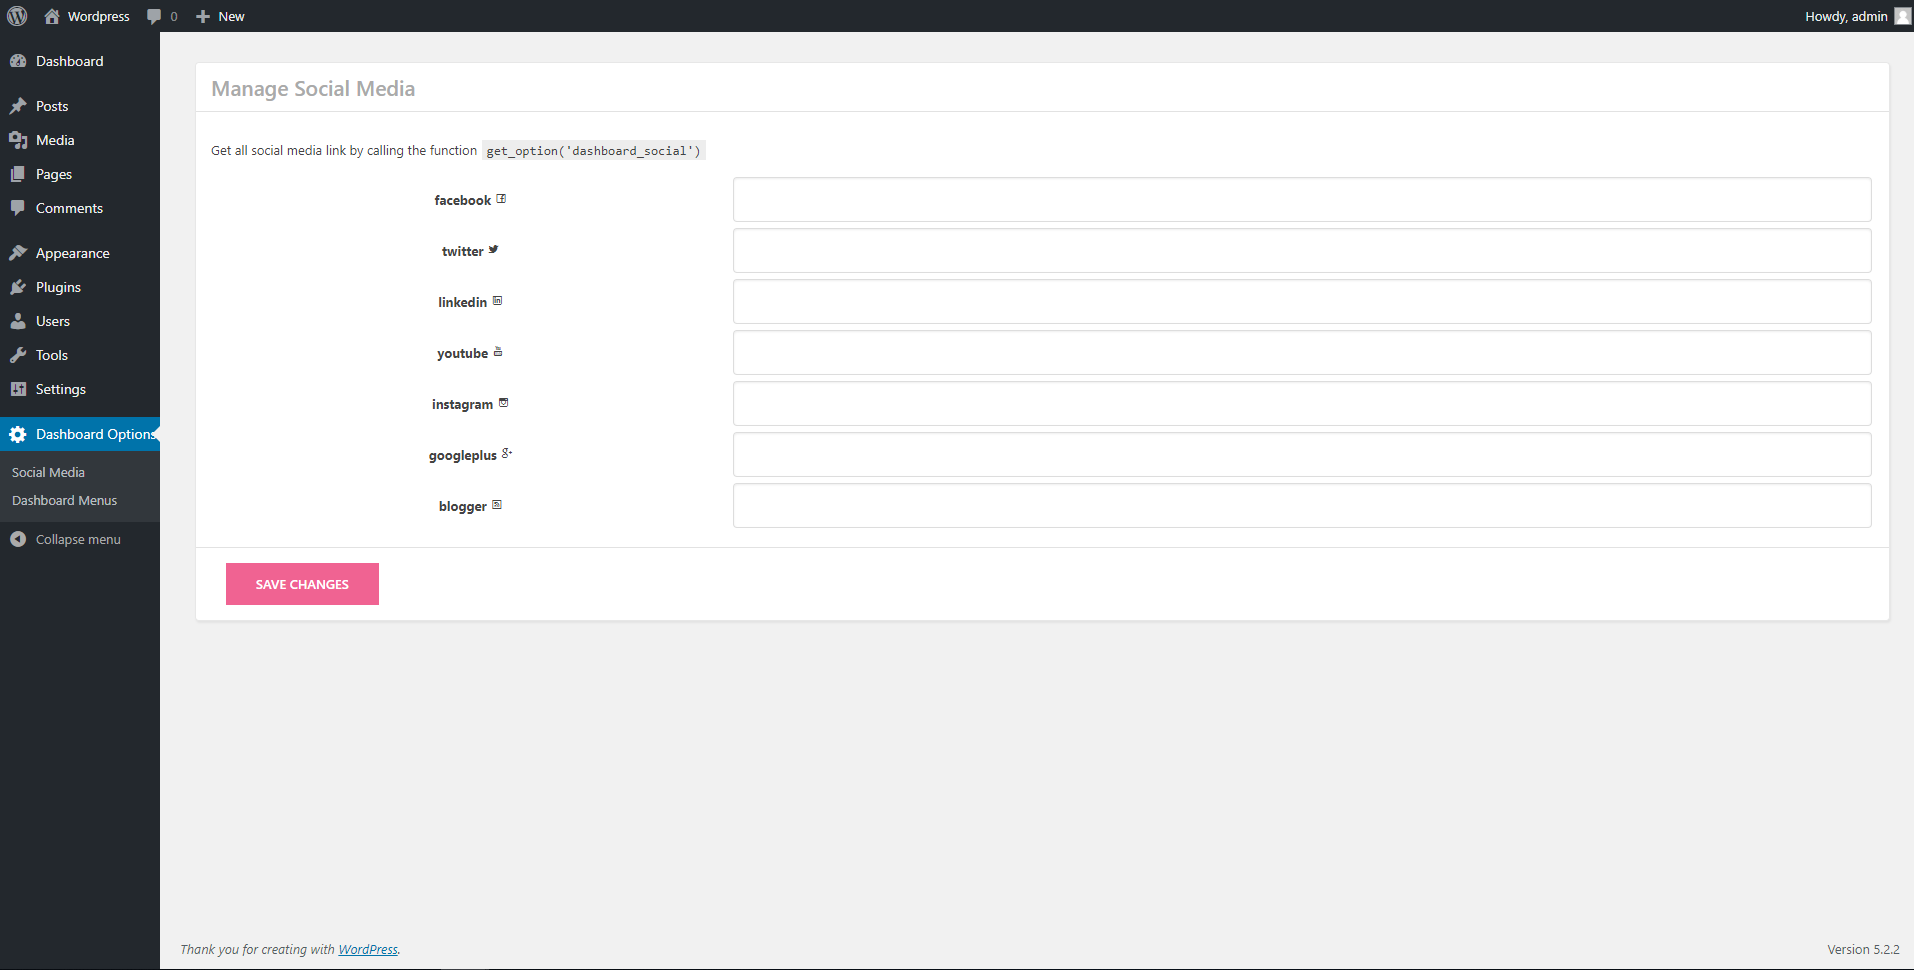 Wordpress 0 New Howdy, admin
Dashboard
Posts
Media
Pages
Comments
Appearance
Plugins
Users
Tools
Settings
Dashboard Options
Social Media
Dashboard Menus
Collapse menu
Manage Social Media
Get all social media link by calling the function get_option('dashboard_social')
facebook
twitter
linkedin
youtube
instagram
googleplus
blogger
SAVE CHANGES
Thank you for creating with WordPress.
Version 5.2.2